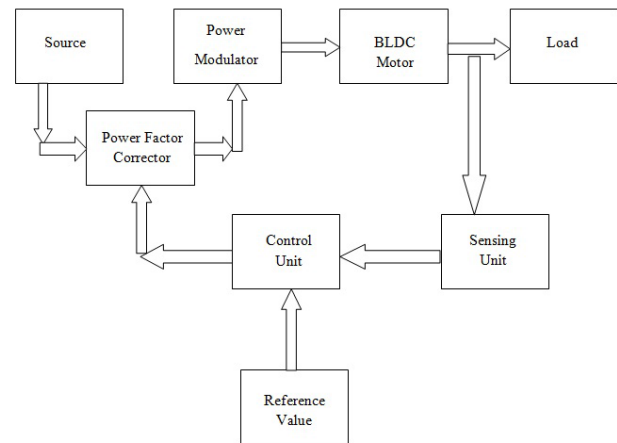 Source
Power
Modulator
BLDC
Motor
Load
Power Factor
Corrector
Control
Unit
Sensing
Unit
Reference
Value